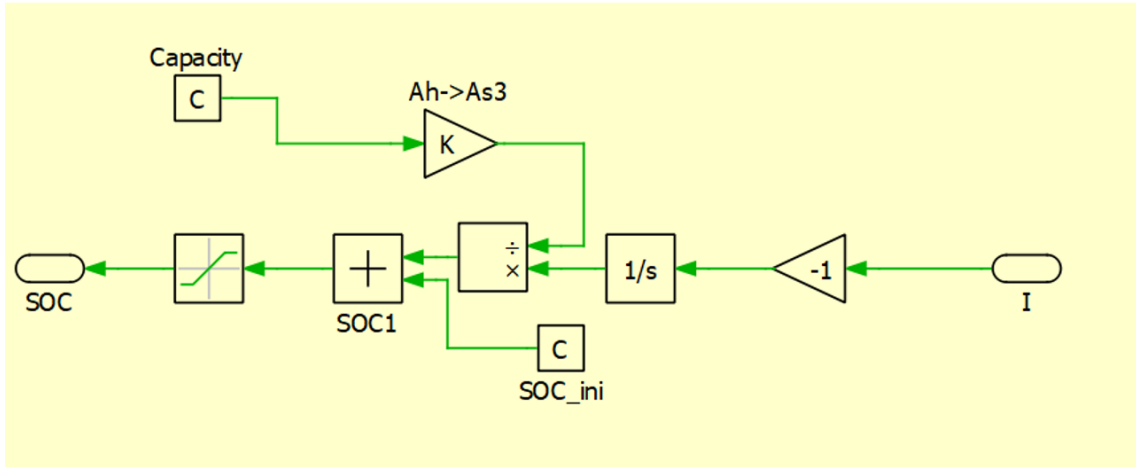 Capacity
C
Ah->As3
K
÷
×
1/s
-1
SOC
SOC1
I
C
SOC_ini